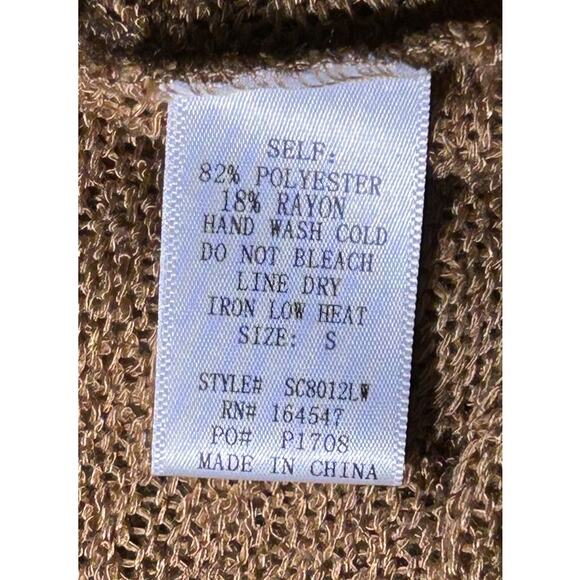 SELF:
82% POLYESTER
18% RAYON
HAND WASH COLD
DO NOT BLEACH
LINE DRY
IRON LOW HEAT
SIZE: S
STYLE# SC8012LW
RN# 164547
PO# P1708
MADE IN CHINA